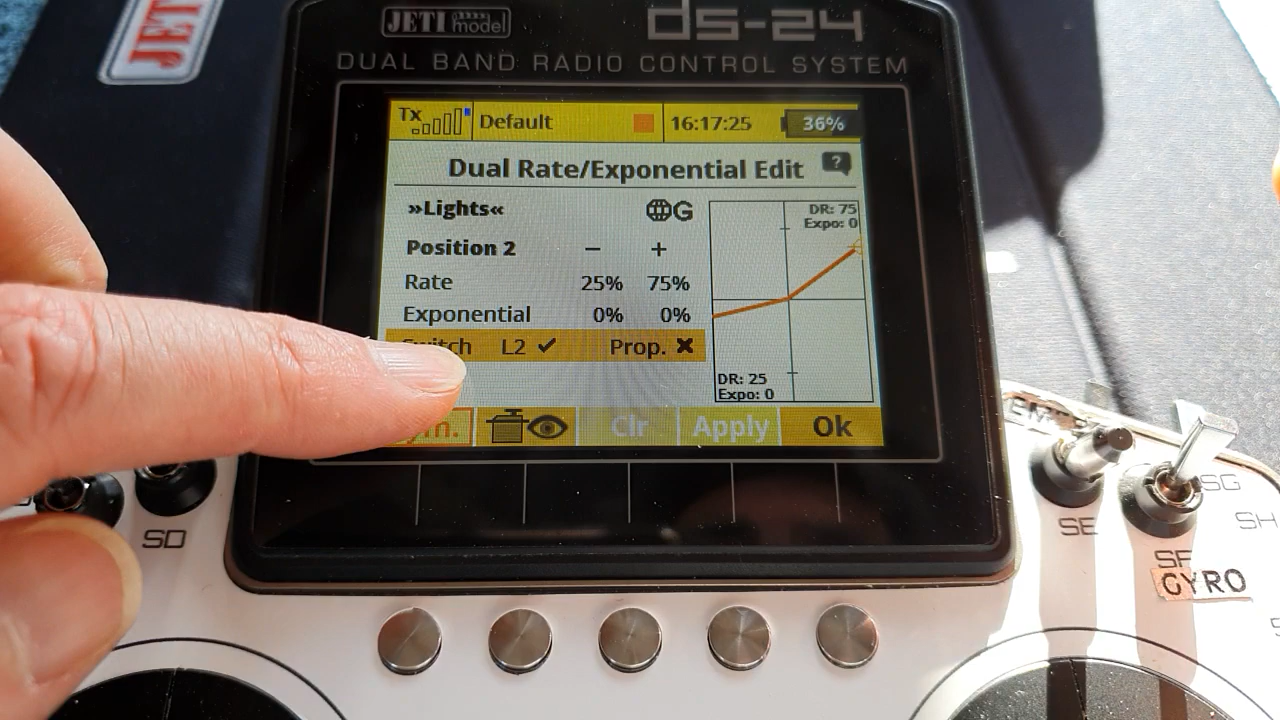 JETI
JETI model ds-24
DUAL BAND RADIO CONTROL SYSTEM
Tx Default 16:17:25 36%
Dual Rate/Exponential Edit ?
»Lights« G
Position 2 − +
Rate 25% 75%
Exponential 0% 0%
Switch L2 ✔ Prop. ✖
DR: 75
Expo: 0
DR: 25
Expo: 0
Clr Apply Ok
SD
SE
SF
SG
SH
GYRO